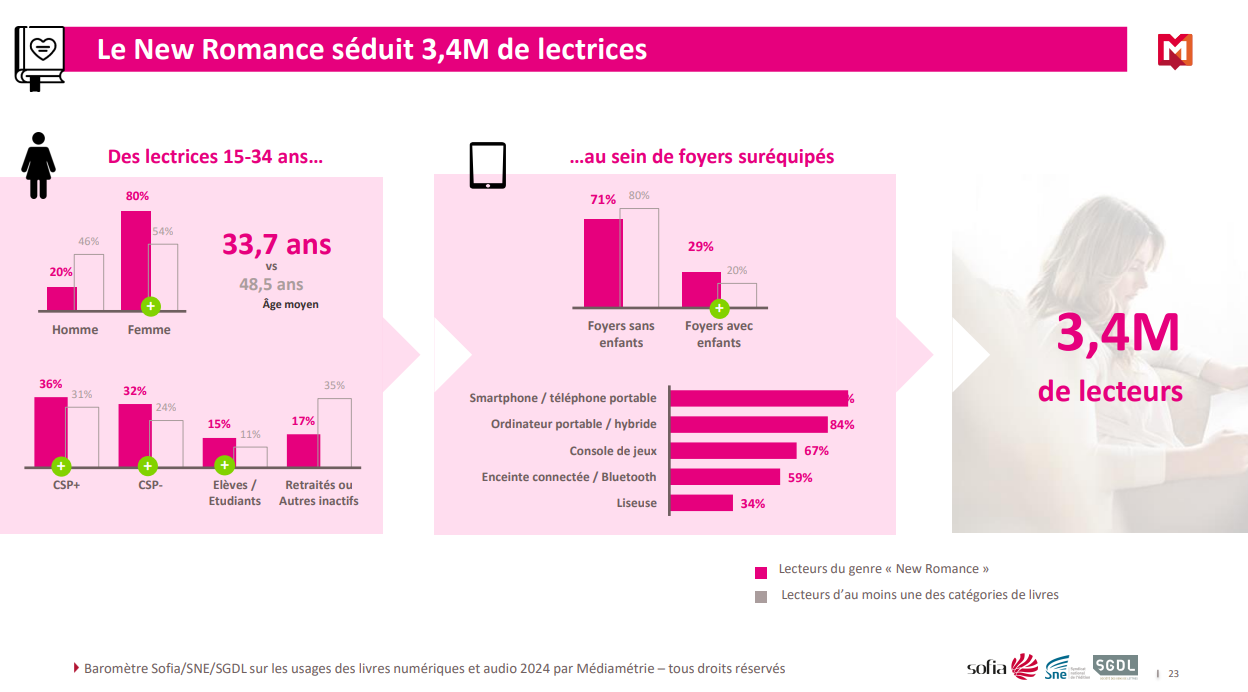 Le New Romance séduit 3,4M de lectrices
Des lectrices 15-34 ans…
80%
46%
54%
20%
33,7 ans
vs
48,5 ans
Âge moyen
+
Homme
Femme
36%
31%
32%
24%
15%
11%
17%
35%
+
+
+
CSP+
CSP-
Elèves /
Etudiants
Retraités ou
Autres inactifs
…au sein de foyers suréquipés
71%
80%
29%
20%
+
Foyers sans
enfants
Foyers avec
enfants
Smartphone / téléphone portable
%
Ordinateur portable / hybride
84%
Console de jeux
67%
Enceinte connectée / Bluetooth
59%
Liseuse
34%
3,4M
de lecteurs
Lecteurs du genre « New Romance »
Lecteurs d’au moins une des catégories de livres
Baromètre Sofia/SNE/SGDL sur les usages des livres numériques et audio 2024 par Médiamétrie – tous droits réservés
sofia
Sne
SGDL
23